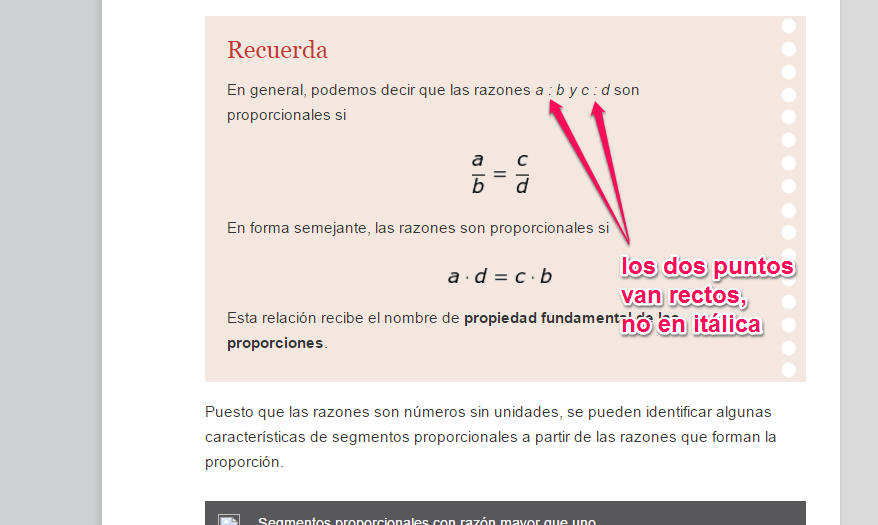 Recuerda
En general, podemos decir que las razones a : b y c : d son
proporcionales si
a/b = c/d
En forma semejante, las razones son proporcionales si
a · d = c · b
los dos puntos
van rectos,
no en itálica
Esta relación recibe el nombre de propiedad fundamental de las
proporciones.
Puesto que las razones son números sin unidades, se pueden identificar algunas
características de segmentos proporcionales a partir de las razones que forman la
proporción.
Segmentos proporcionales con razón mayor que uno